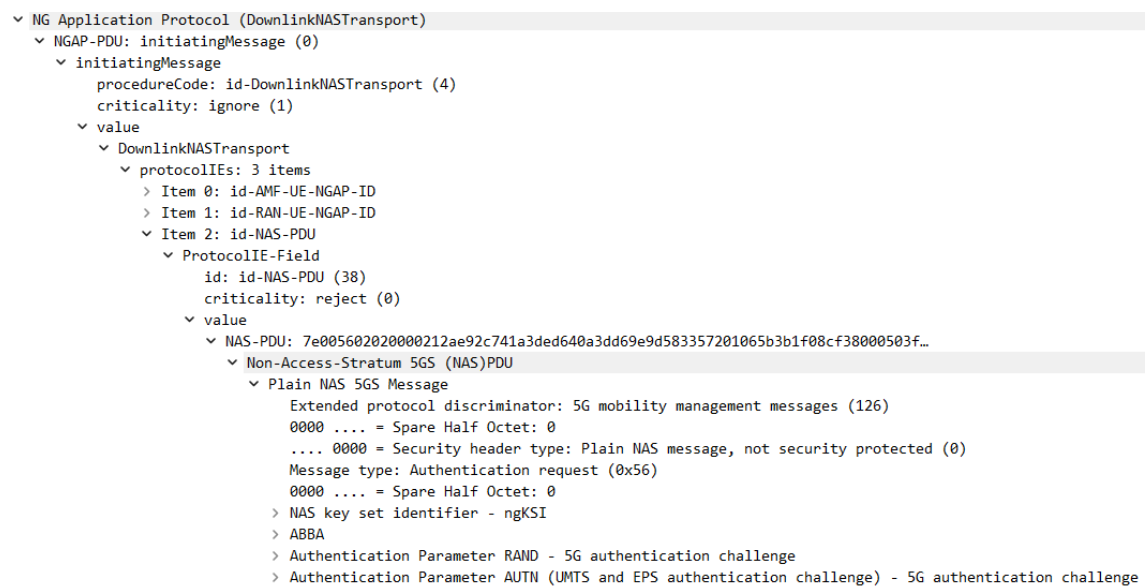 NG Application Protocol (DownlinkNASTransport)
NGAP-PDU: initiatingMessage (0)
initiatingMessage
procedureCode: id-DownlinkNASTransport (4)
criticality: ignore (1)
value
DownlinkNASTransport
protocolIEs: 3 items
Item 0: id-AMF-UE-NGAP-ID
Item 1: id-RAN-UE-NGAP-ID
Item 2: id-NAS-PDU
ProtocolIE-Field
id: id-NAS-PDU (38)
criticality: reject (0)
value
NAS-PDU: 7e005602020000212ae92c741a3ded640a3dd69e9d583357201065b3b1f08cf38000503f…
Non-Access-Stratum 5GS (NAS)PDU
Plain NAS 5GS Message
Extended protocol discriminator: 5G mobility management messages (126)
0000 .... = Spare Half Octet: 0
.... 0000 = Security header type: Plain NAS message, not security protected (0)
Message type: Authentication request (0x56)
0000 .... = Spare Half Octet: 0
NAS key set identifier - ngKSI
ABBA
Authentication Parameter RAND - 5G authentication challenge
Authentication Parameter AUTN (UMTS and EPS authentication challenge) - 5G authentication challenge